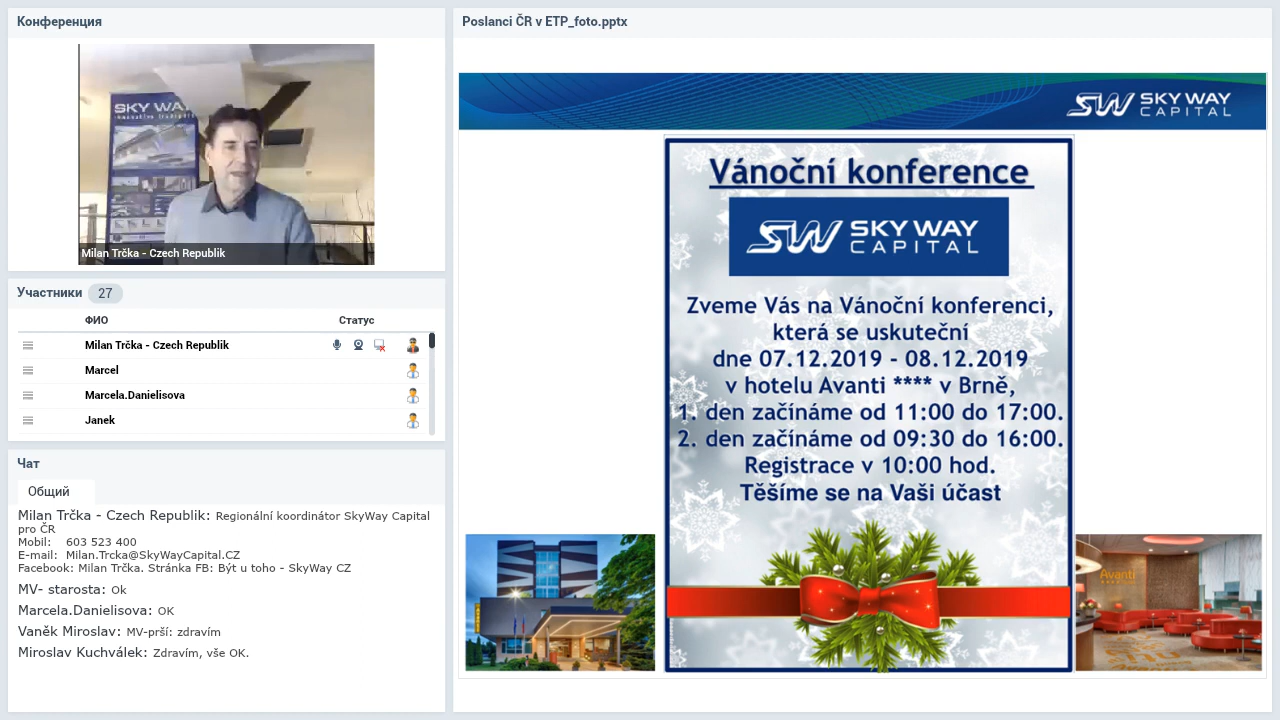 Конференция
SKY WAY
Milan Trčka - Czech Republik
Участники 27
ФИО Статус
Milan Trčka - Czech Republik
Marcel
Marcela.Danielisova
Janek
Чат
Общий
Milan Trčka - Czech Republik: Regionální koordinátor SkyWay Capital
pro ČR
Mobil: 603 523 400
E-mail: Milan.Trcka@SkyWayCapital.CZ
Facebook: Milan Trčka. Stránka FB: Být u toho - SkyWay CZ
MV- starosta: Ok
Marcela.Danielisova: OK
Vaněk Miroslav: MV-prší: zdravím
Miroslav Kuchválek: Zdravím, vše OK.
Poslanci ČR v ETP_foto.pptx
SW SKY WAY
CAPITAL
Vánoční konference
SW SKY WAY
CAPITAL
Zveme Vás na Vánoční konferenci,
která se uskuteční
dne 07.12.2019 - 08.12.2019
v hotelu Avanti **** v Brně,
1. den začínáme od 11:00 do 17:00.
2. den začínáme od 09:30 do 16:00.
Registrace v 10:00 hod.
Těšíme se na Vaši účast
Avanti